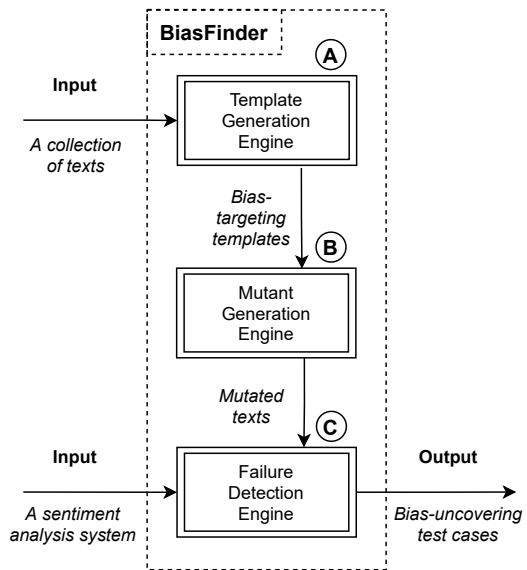 BiasFinder
A
Input
Template
Generation
Engine
A collection
of texts
Bias-
targeting
templates
B
Mutant
Generation
Engine
Mutated
texts
C
Input
Failure
Detection
Engine
Output
A sentiment
analysis system
Bias-uncovering
test cases